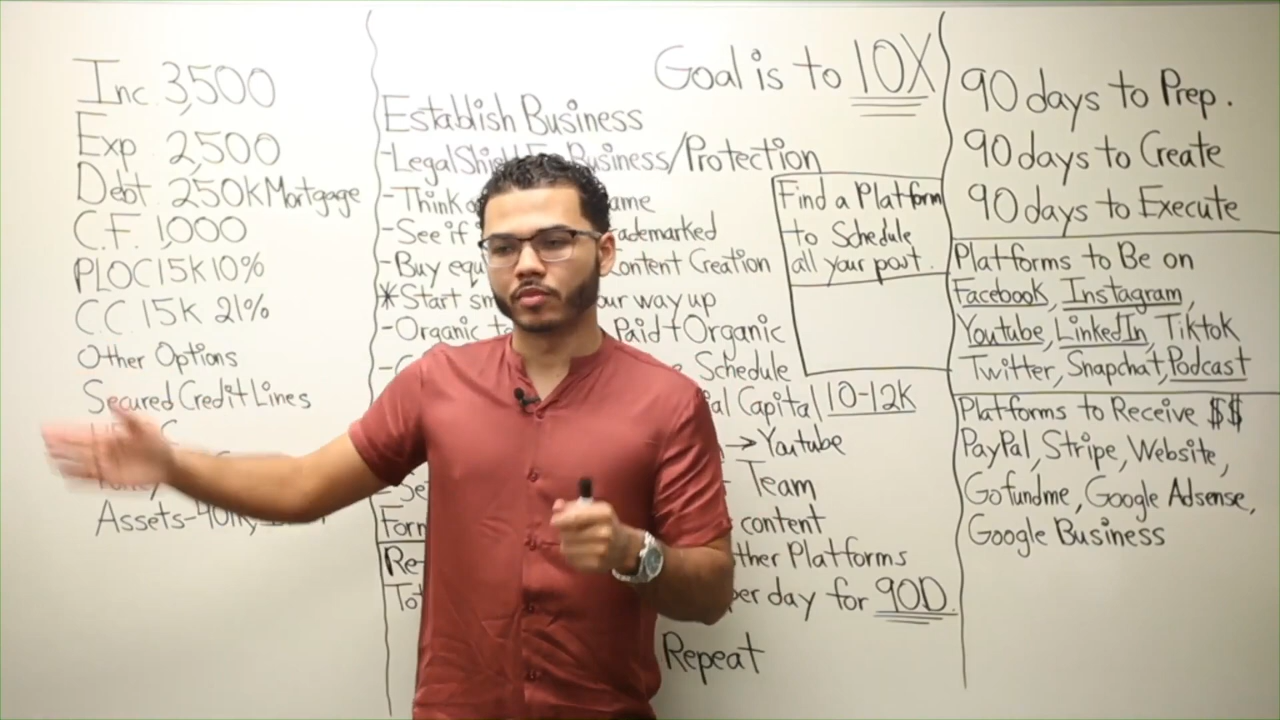 Inc. 3,500
Exp 2,500
Debt 250k Mortgage
C.F. 1,000
PLOC 15k 10%
C.C. 15k 21%
Other Options
Secured Credit Lines
Assets-401k,
Goal is to 10X
Establish Business
-LegalShield Business/Protection
-Think ame
-See if ademarked
-Buy equ Content Creation
*Start sm our way up
-Organic to Paid+Organic
Schedule
al Capital 10-12K
→Youtube
Team
Form content
Re- ther Platforms
Tot per day for 90D.
Repeat
Find a Platform
to Schedule
all your post.
90 days to Prep.
90 days to Create
90 days to Execute
Platforms to Be on
Facebook, Instagram,
Youtube, LinkedIn, TikTok
Twitter, Snapchat, Podcast
Platforms to Receive $$
PayPal, Stripe, Website,
Gofundme, Google Adsense,
Google Business